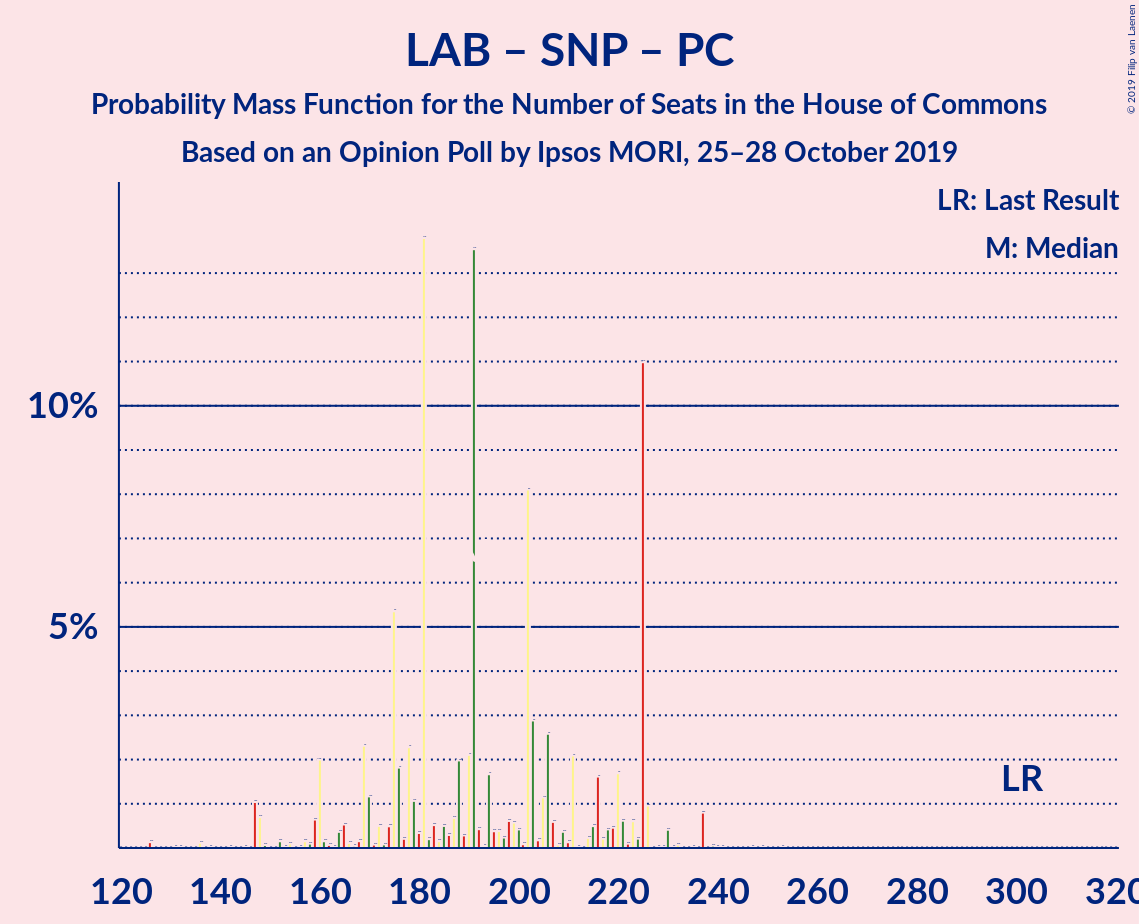 LAB – SNP – PC
Probability Mass Function for the Number of Seats in the House of Commons
Based on an Opinion Poll by Ipsos MORI, 25–28 October 2019
© 2019 Filip van Laenen
LR: Last Result
M: Median
10%
5%
LR
120 140 160 180 200 220 240 260 280 300 320